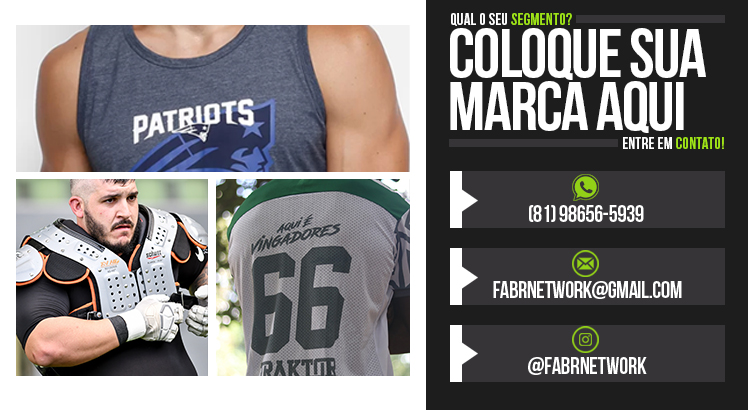 PATRIOTS
AQUI É
VINGADORES
66
TRAKTOR
QUAL O SEU SEGMENTO?
COLOQUE SUA
MARCA AQUI
ENTRE EM CONTATO!
(81) 98656-5939
FABRNETWORK@GMAIL.COM
@FABRNETWORK